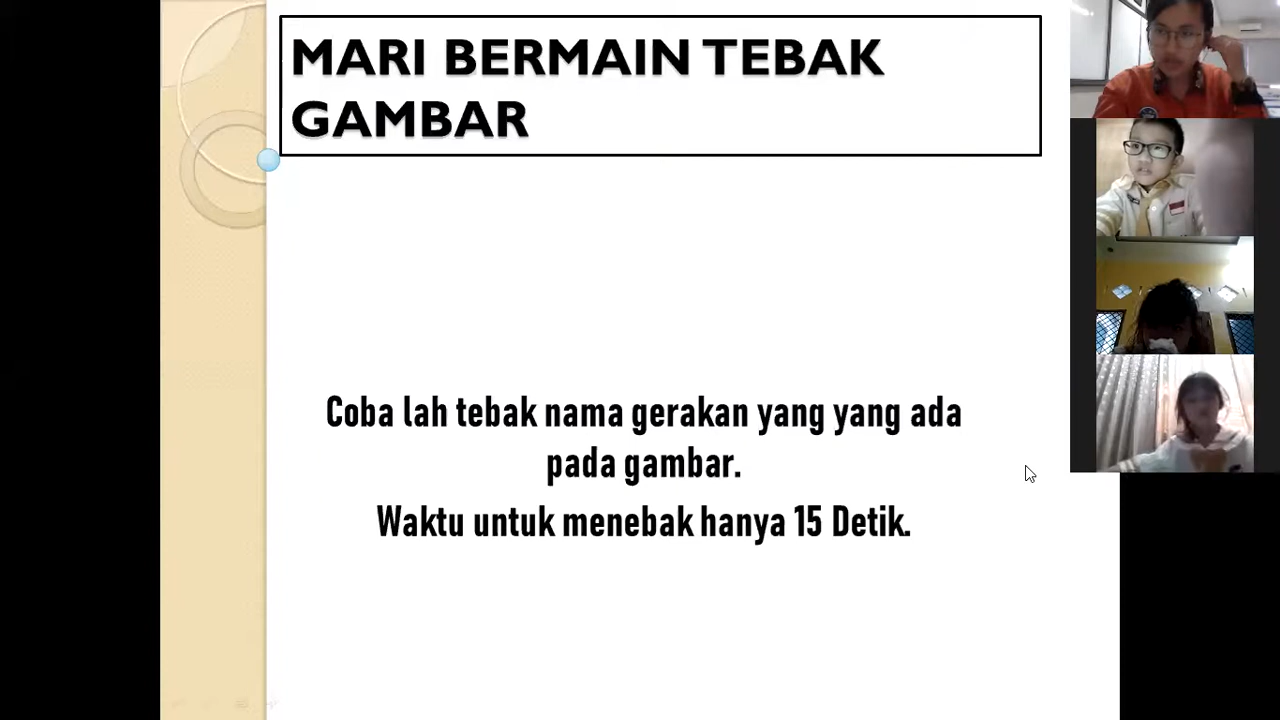 MARI BERMAIN TEBAK
GAMBAR
Coba lah tebak nama gerakan yang yang ada
pada gambar.
Waktu untuk menebak hanya 15 Detik.